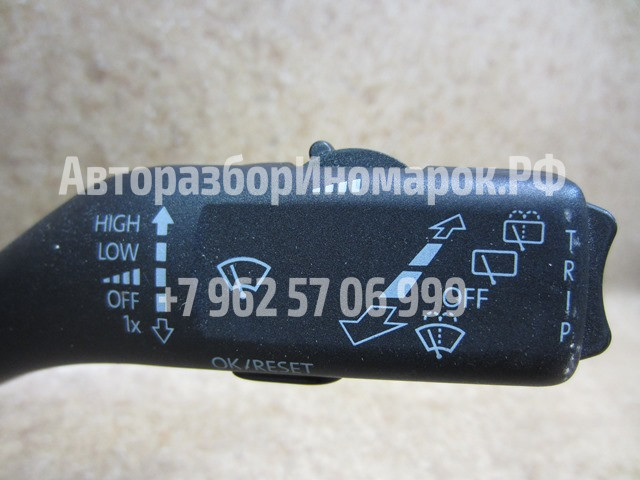 АвторазборИномарок.РФ
HIGH
LOW
OFF
1x
+7 962 57 06 999
OFF
TRIP
OK/RESET